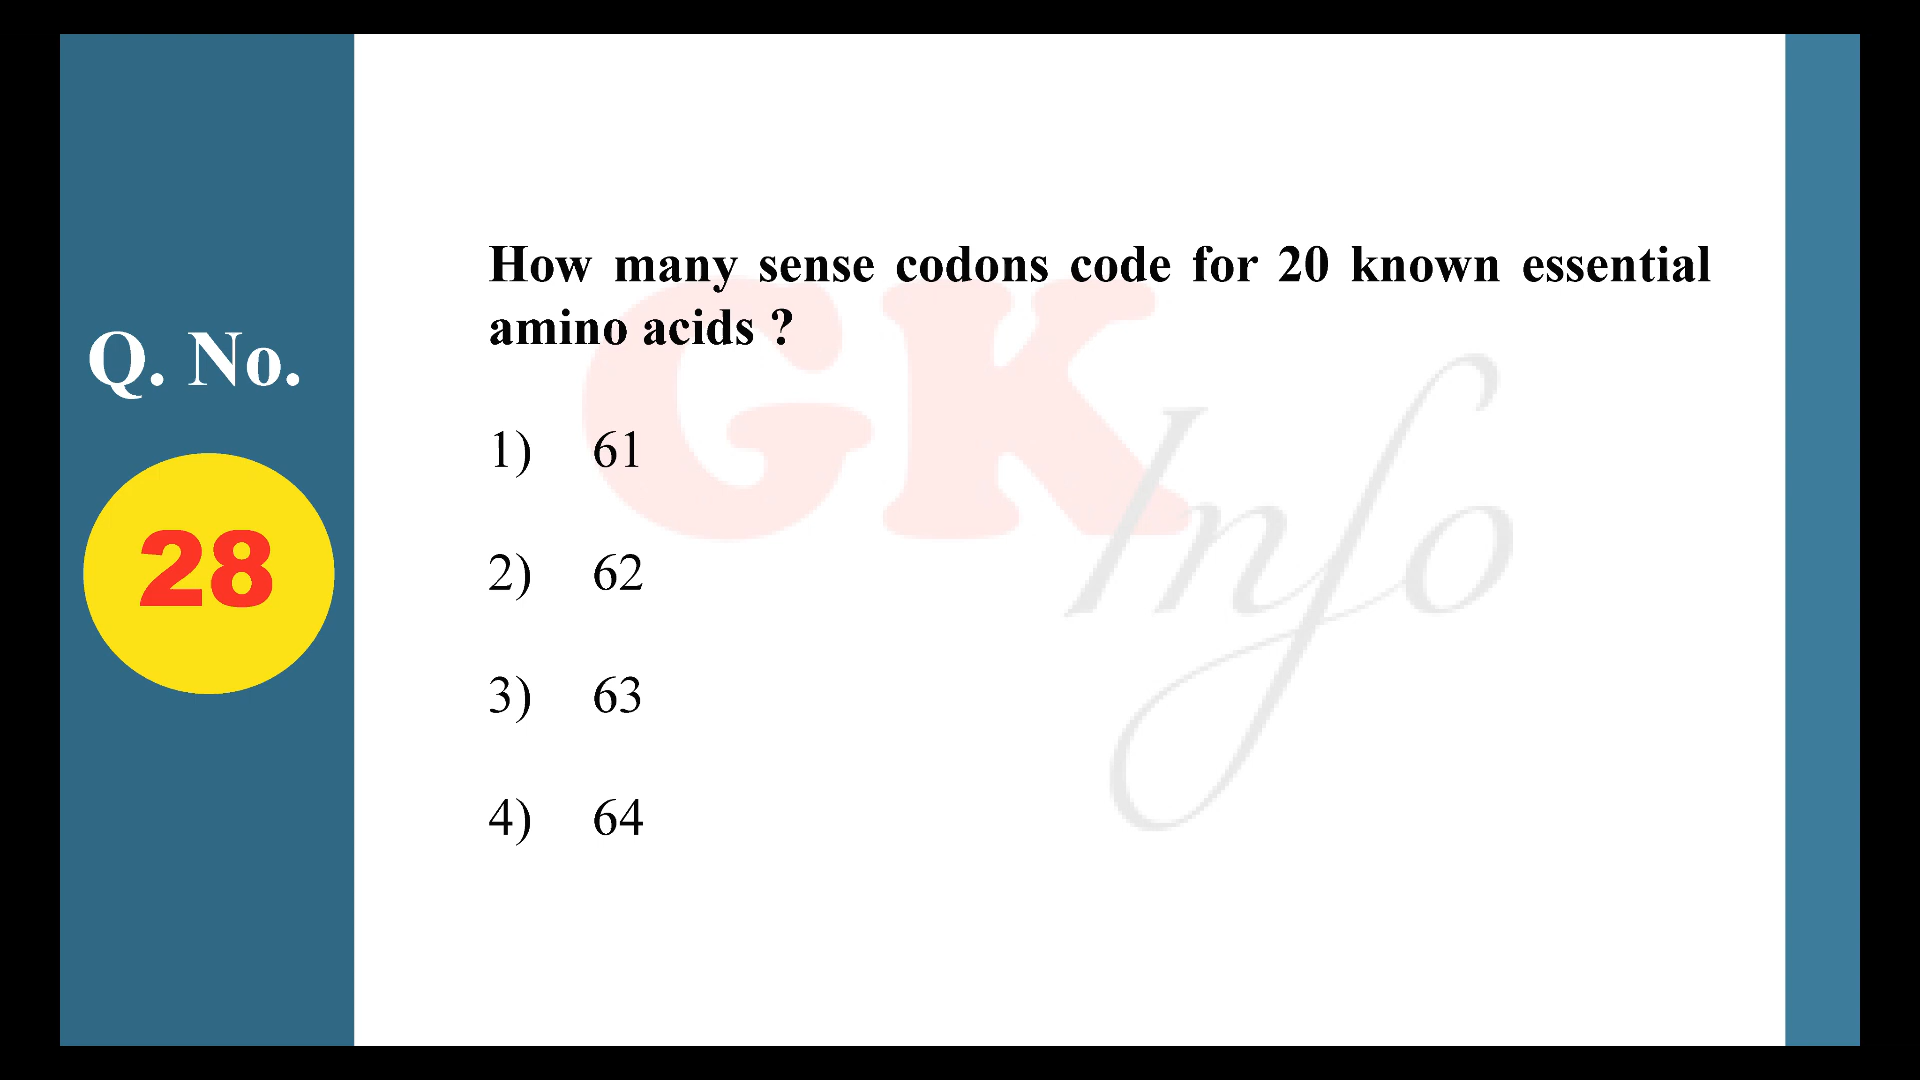 Q. No.
28
How many sense codons code for 20 known essential
amino acids ?
1) 61
2) 62
3) 63
4) 64
GK
Info